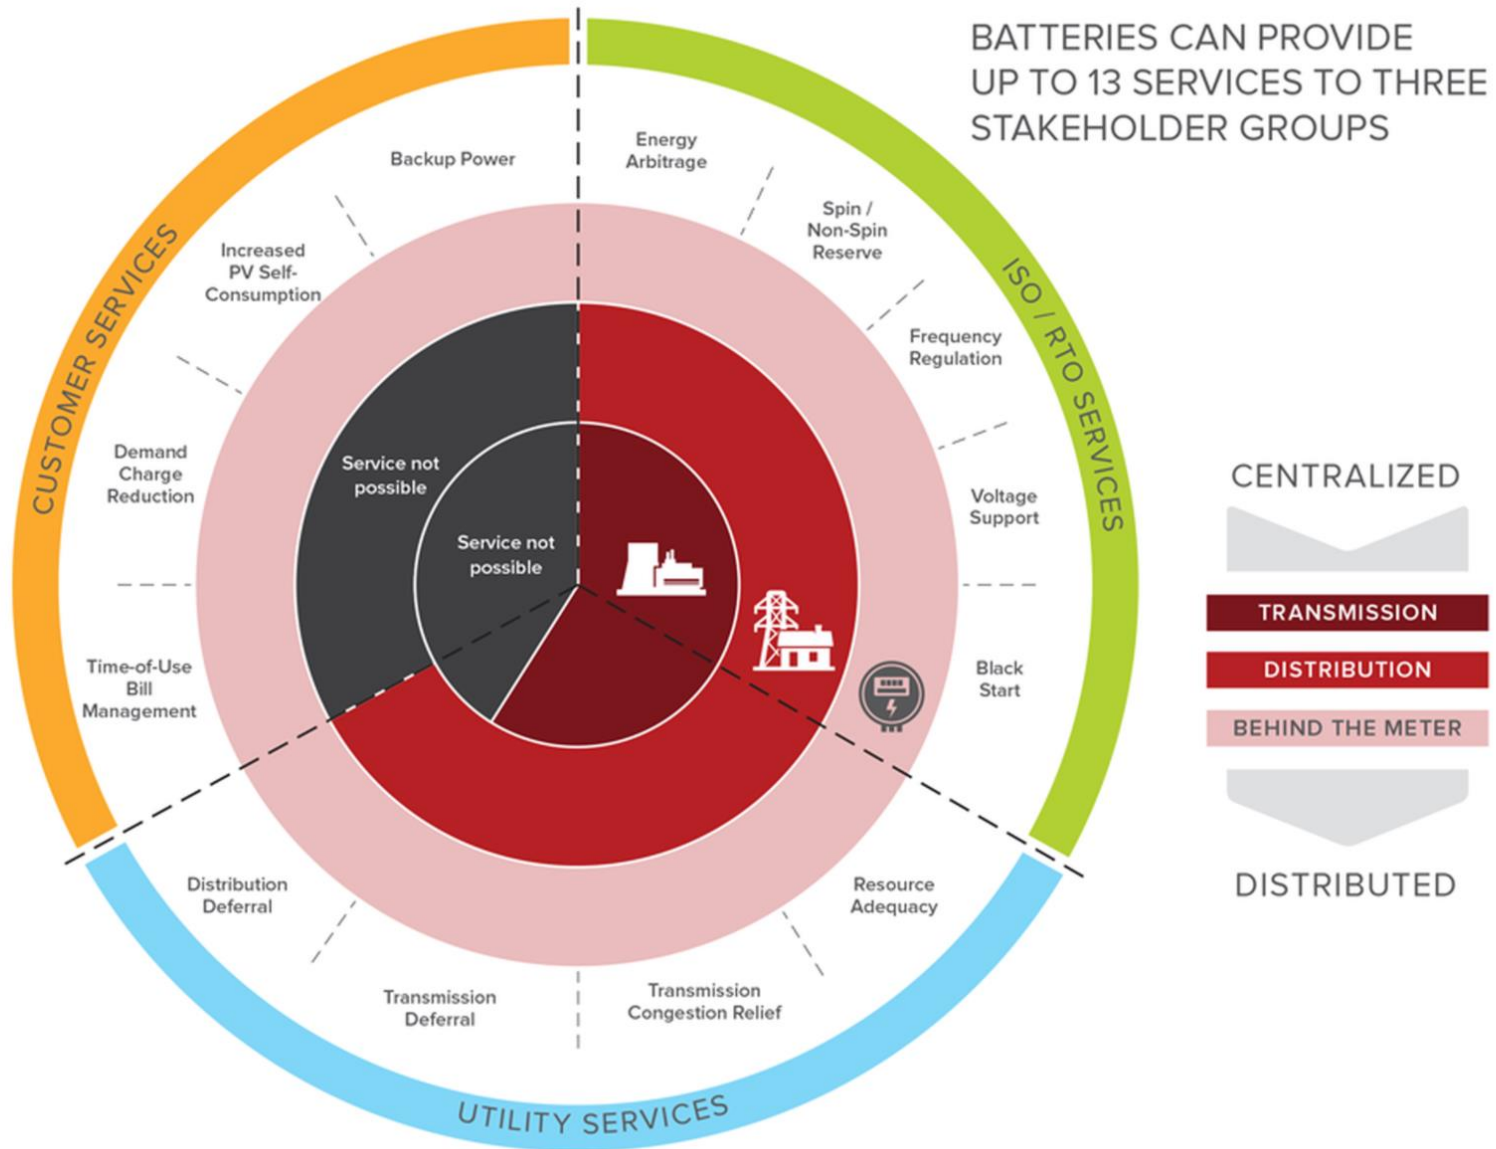 BATTERIES CAN PROVIDE
UP TO 13 SERVICES TO THREE
STAKEHOLDER GROUPS
CUSTOMER SERVICES
ISO / RTO SERVICES
UTILITY SERVICES
Energy
Arbitrage
Spin /
Non-Spin
Reserve
Frequency
Regulation
Voltage
Support
Black
Start
Resource
Adequacy
Transmission
Congestion Relief
Transmission
Deferral
Distribution
Deferral
Time-of-Use
Bill
Management
Demand
Charge
Reduction
Increased
PV Self-
Consumption
Backup Power
Service not
possible
Service not
possible
CENTRALIZED
TRANSMISSION
DISTRIBUTION
BEHIND THE METER
DISTRIBUTED